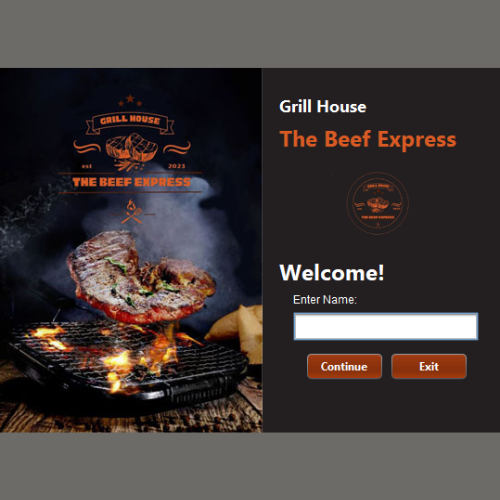 GRILL HOUSE
est 2023
THE BEEF EXPRESS
Grill House
The Beef Express
GRILL HOUSE
THE BEEF EXPRESS
Welcome!
Enter Name:
Continue Exit